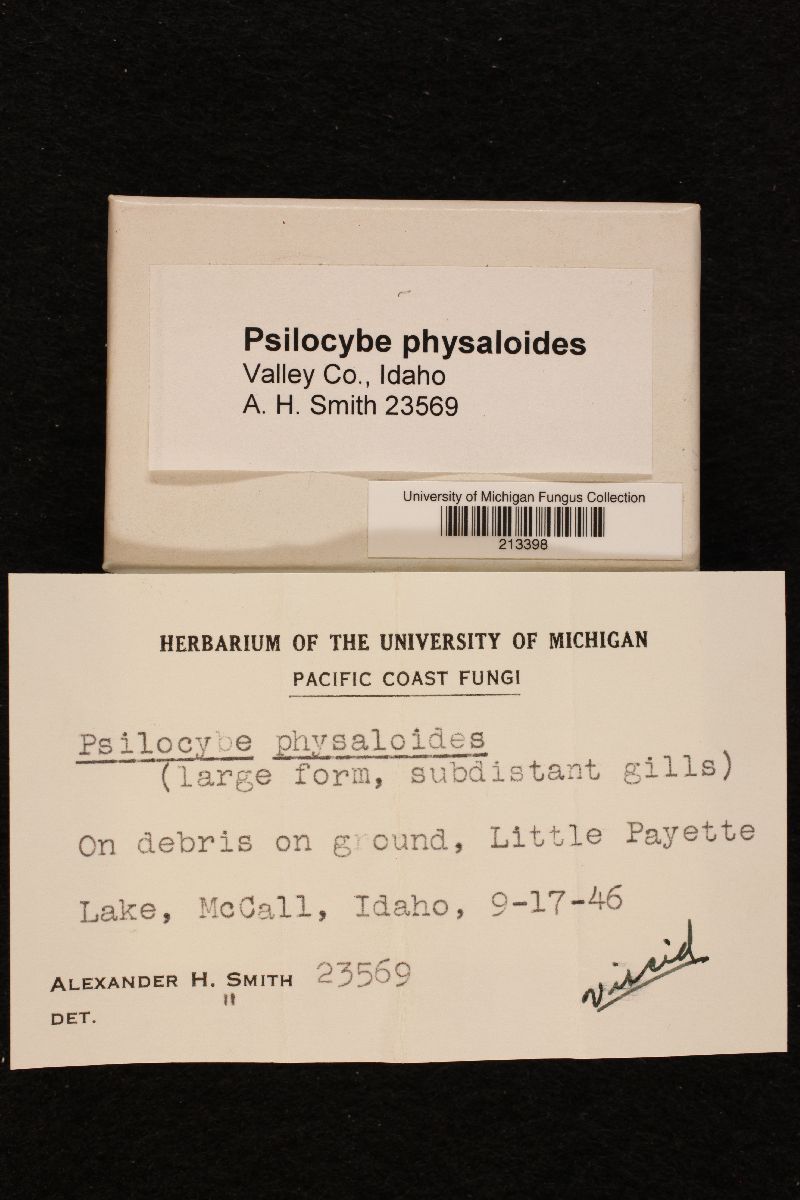 Psilocybe physaloides
Valley Co., Idaho
A. H. Smith 23569
University of Michigan Fungus Collection
213398
HERBARIUM OF THE UNIVERSITY OF MICHIGAN
PACIFIC COAST FUNGI
Psilocybe physaloides
(large form, subdistant gills)
On debris on ground, Little Payette
Lake, McCall, Idaho, 9-17-46
ALEXANDER H. SMITH 23569
"
DET.
viscid